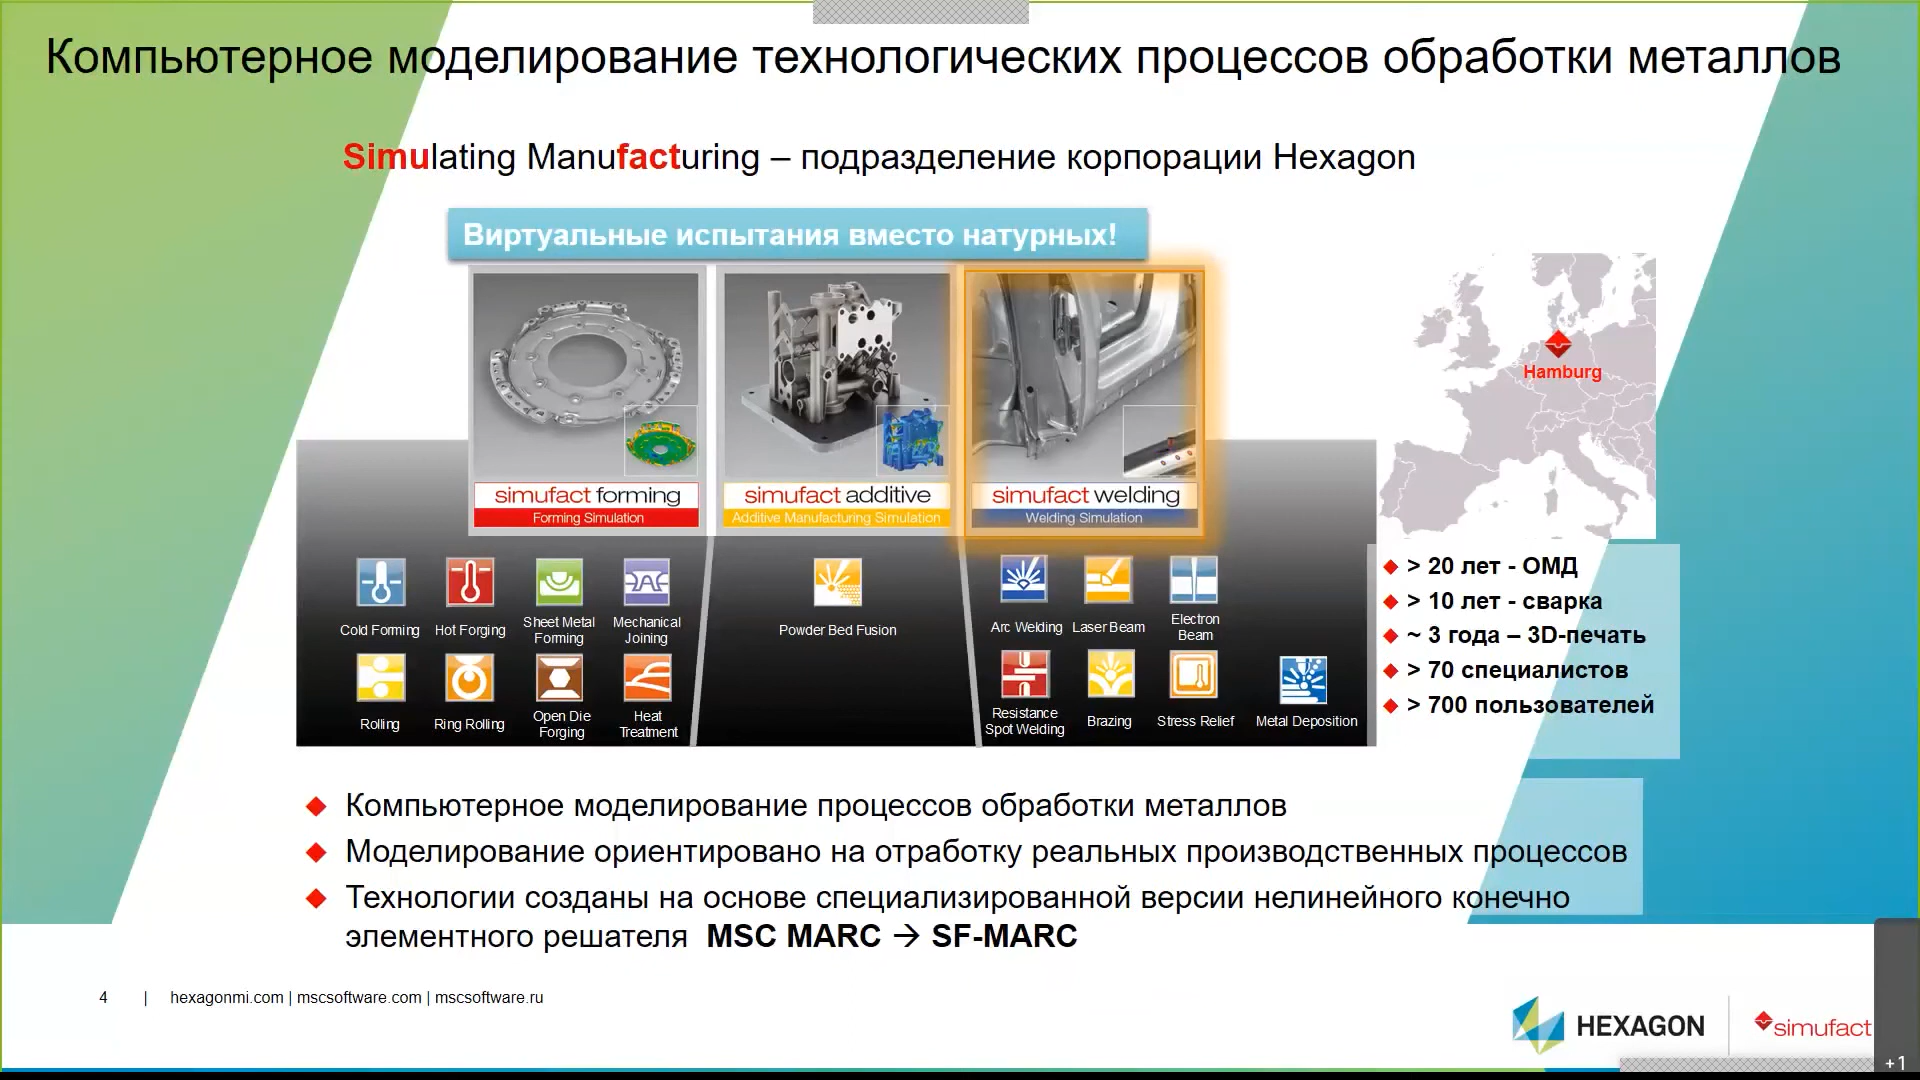 Компьютерное моделирование технологических процессов обработки металлов
Simulating Manufacturing – подразделение корпорации Hexagon
Виртуальные испытания вместо натурных!
simufact forming
Forming Simulation
simufact additive
Additive Manufacturing Simulation
simufact welding
Welding Simulation
Hamburg
Cold Forming
Hot Forging
Sheet Metal
Forming
Mechanical
Joining
Rolling
Ring Rolling
Open Die
Forging
Heat
Treatment
Powder Bed Fusion
Arc Welding
Laser Beam
Electron
Beam
Resistance
Spot Welding
Brazing
Stress Relief
Metal Deposition
> 20 лет - ОМД
> 10 лет - сварка
~ 3 года – 3D-печать
> 70 специалистов
> 700 пользователей
Компьютерное моделирование процессов обработки металлов
Моделирование ориентировано на отработку реальных производственных процессов
Технологии созданы на основе специализированной версии нелинейного конечно
элементного решателя MSC MARC → SF-MARC
4 | hexagonmi.com | mscsoftware.com | mscsoftware.ru
HEXAGON
simufact
+1